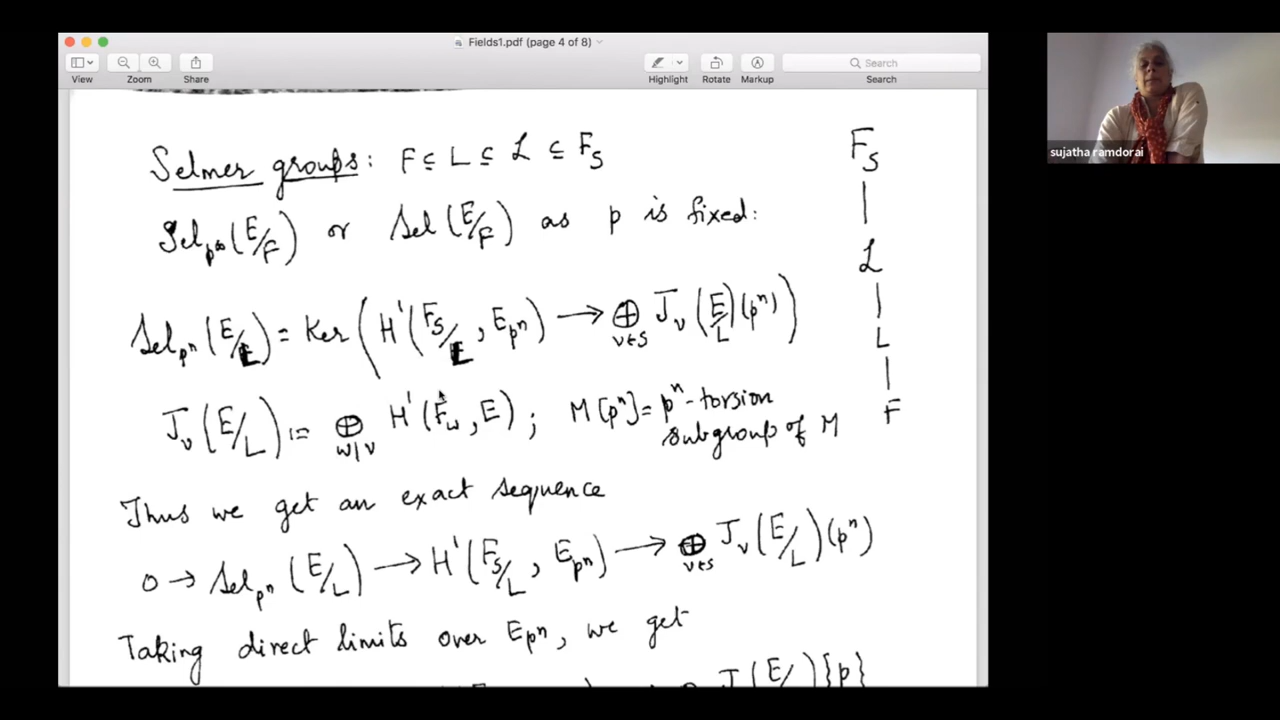 Fields1.pdf (page 4 of 8)
View Zoom Share Highlight Rotate Markup Search
Search
sujatha ramdorai
Selmer groups: F ⊆ L ⊆ ℒ ⊆ F_S
Sel_{p^∞}(E/F) or Sel(E/F) as p is fixed:
Sel_{p^n}(E/L) = Ker(H^1(F_S/L, E_{p^n}) → ⊕_{v∈S} J_v(E/L)(p^n))
J_v(E/L) := ⊕_{w|v} H^1(F_w, E); M[p^n] = p^n-torsion
subgroup of M
Thus we get an exact sequence
0 → Sel_{p^n}(E/L) → H^1(F_S/L, E_{p^n}) → ⊕_{v∈S} J_v(E/L)(p^n)
Taking direct limits over E_{p^n}, we get
J(E/){p}
F_S
|
ℒ
|
L
|
F